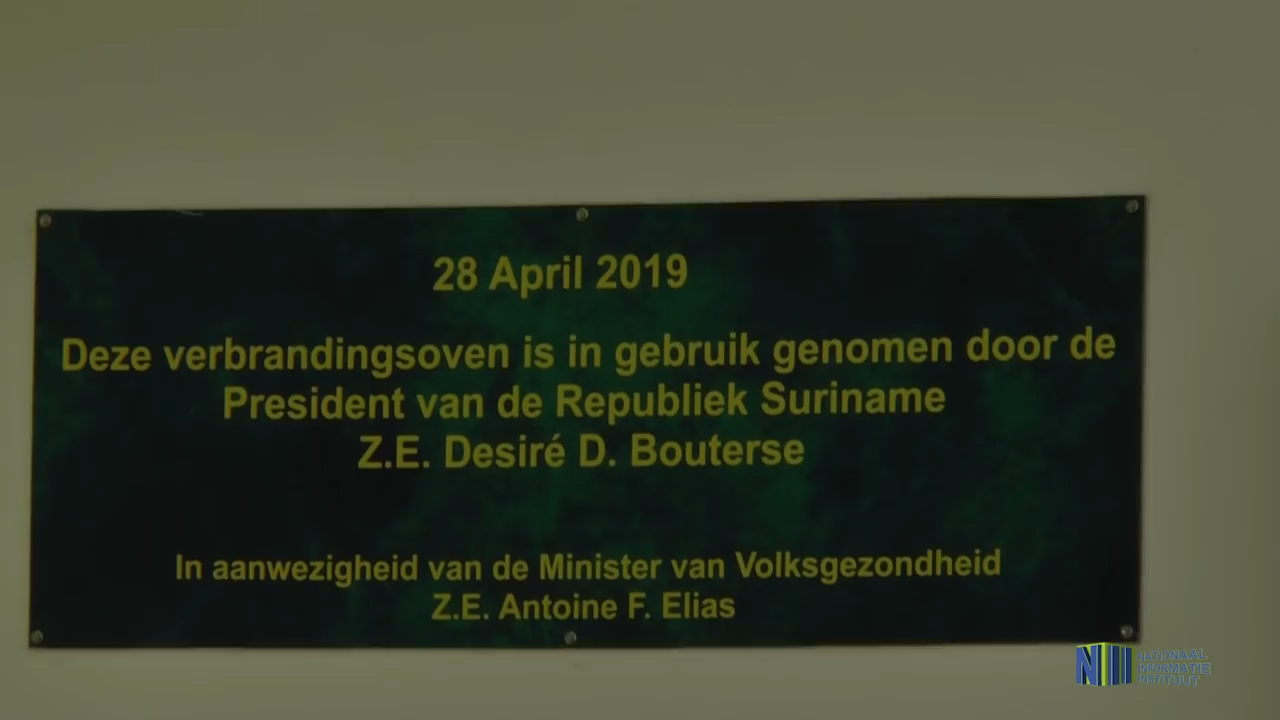 28 April 2019
Deze verbrandingsoven is in gebruik genomen door de
President van de Republiek Suriname
Z.E. Desiré D. Bouterse
In aanwezigheid van de Minister van Volksgezondheid
Z.E. Antoine F. Elias
NII NATIONAAL
INFORMATIE
INSTITUUT